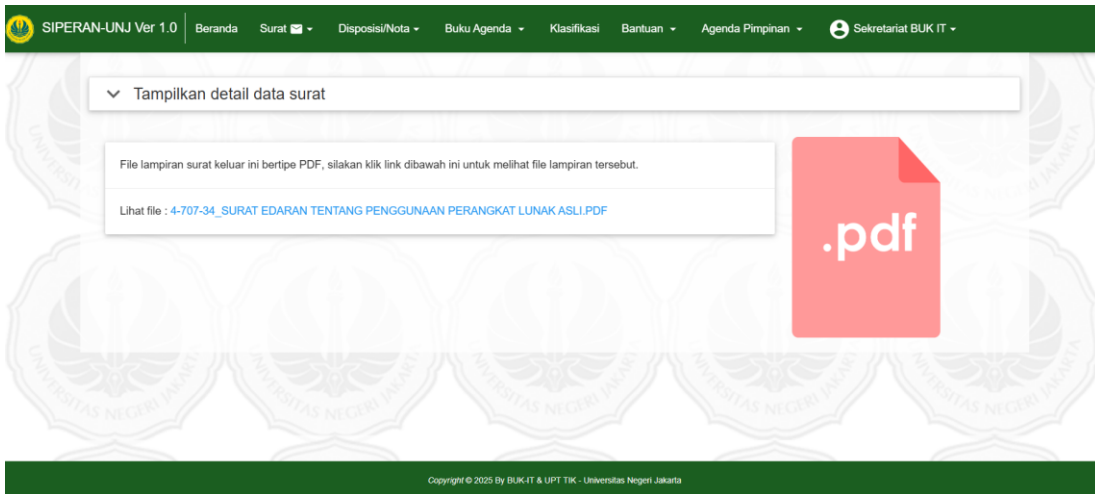 SIPERAN-UNJ Ver 1.0 Beranda Surat Disposisi/Nota Buku Agenda Klasifikasi Bantuan Agenda Pimpinan Sekretariat BUK IT
Tampilkan detail data surat
File lampiran surat keluar ini bertipe PDF, silakan klik link dibawah ini untuk melihat file lampiran tersebut.
Lihat file : 4-707-34_SURAT EDARAN TENTANG PENGGUNAAN PERANGKAT LUNAK ASLI.PDF
.pdf
UNIVERSITAS NEGERI JAKARTA
Copyright © 2025 By BUK-IT & UPT TIK - Universitas Negeri Jakarta